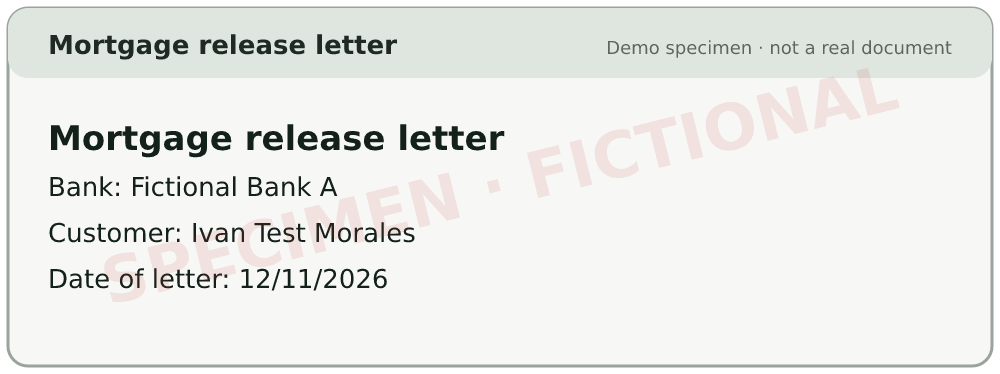 Mortgage release letter
Demo specimen · not a real document
Mortgage release letter
Bank: Fictional Bank A
Customer: Ivan Test Morales
Date of letter: 12/11/2026
SPECIMEN · FICTIONAL